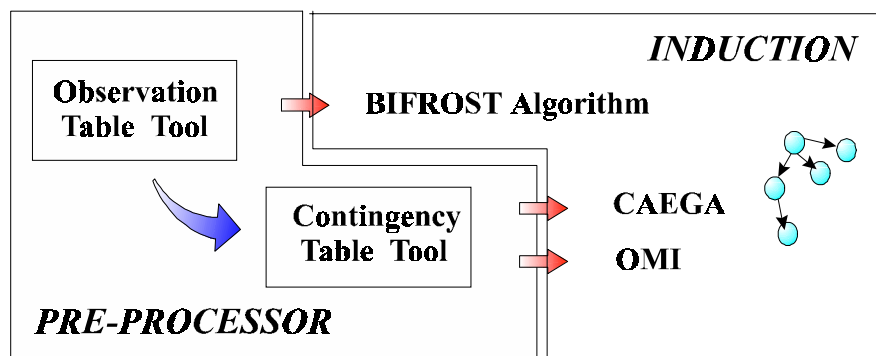 INDUCTION
Observation
Table Tool
BIFROST Algorithm
Contingency
Table Tool
CAEGA
OMI
PRE-PROCESSOR